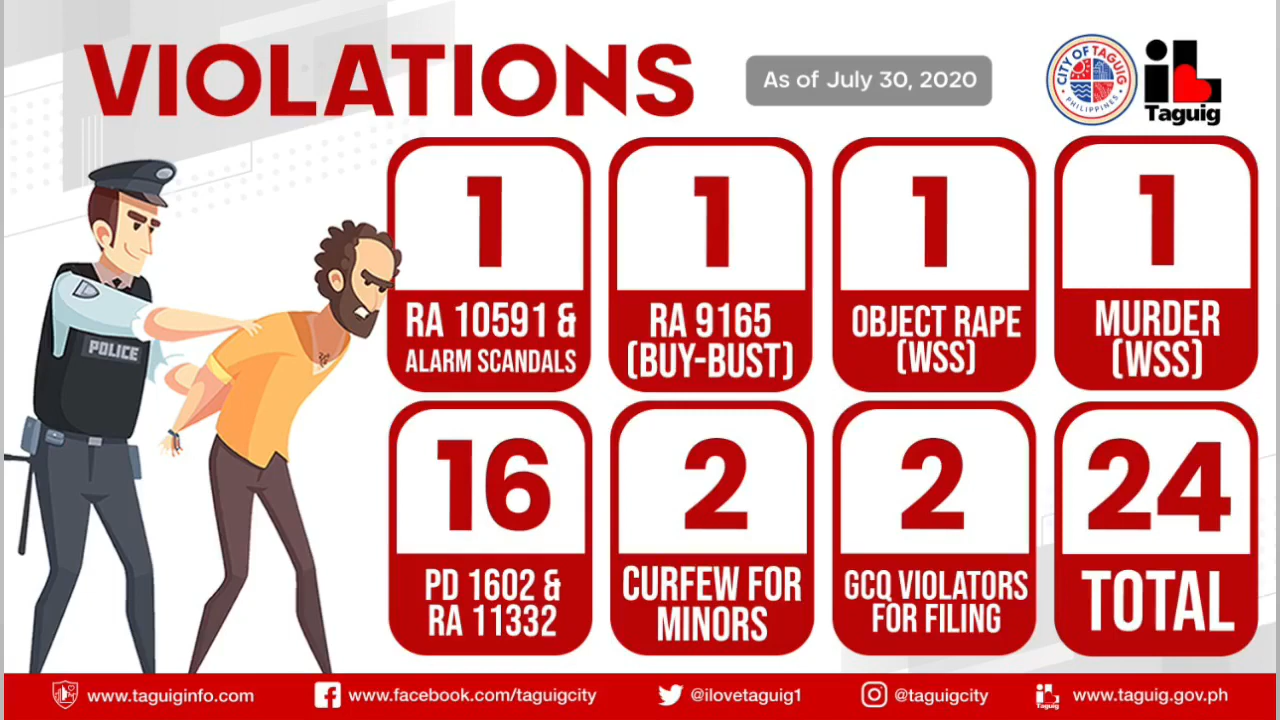 VIOLATIONS
As of July 30, 2020
CITY OF TAGUIG
PHILIPPINES
iL
Taguig
POLICE
1
RA 10591 &
ALARM SCANDALS
1
RA 9165
(BUY-BUST)
1
OBJECT RAPE
(WSS)
1
MURDER
(WSS)
16
PD 1602 &
RA 11332
2
CURFEW FOR
MINORS
2
GCQ VIOLATORS
FOR FILING
24
TOTAL
www.taguiginfo.com
www.facebook.com/taguigcity
@ilovetaguig1
@taguigcity
iL
Taguig
www.taguig.gov.ph